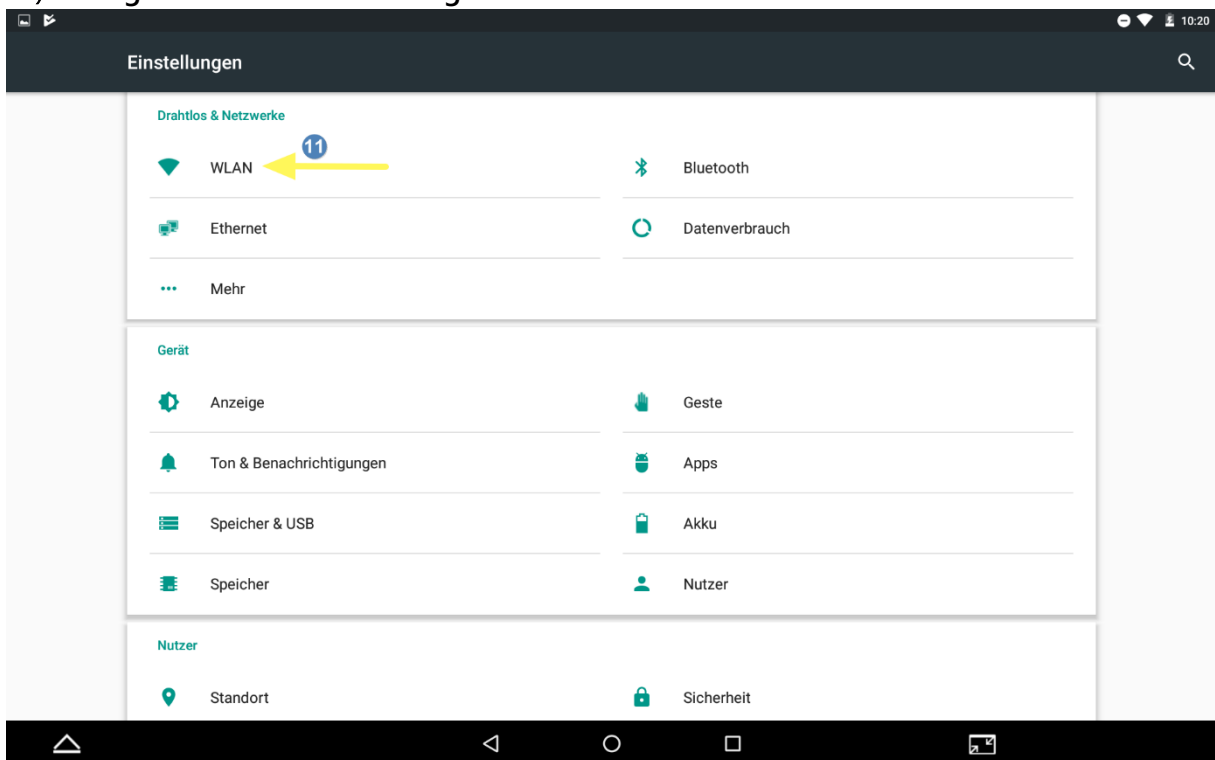 10:20
Einstellungen
Drahtlos & Netzwerke
11
WLAN
Bluetooth
Ethernet
Datenverbrauch
Mehr
Gerät
Anzeige
Geste
Ton & Benachrichtigungen
Apps
Speicher & USB
Akku
Speicher
Nutzer
Nutzer
Standort
Sicherheit